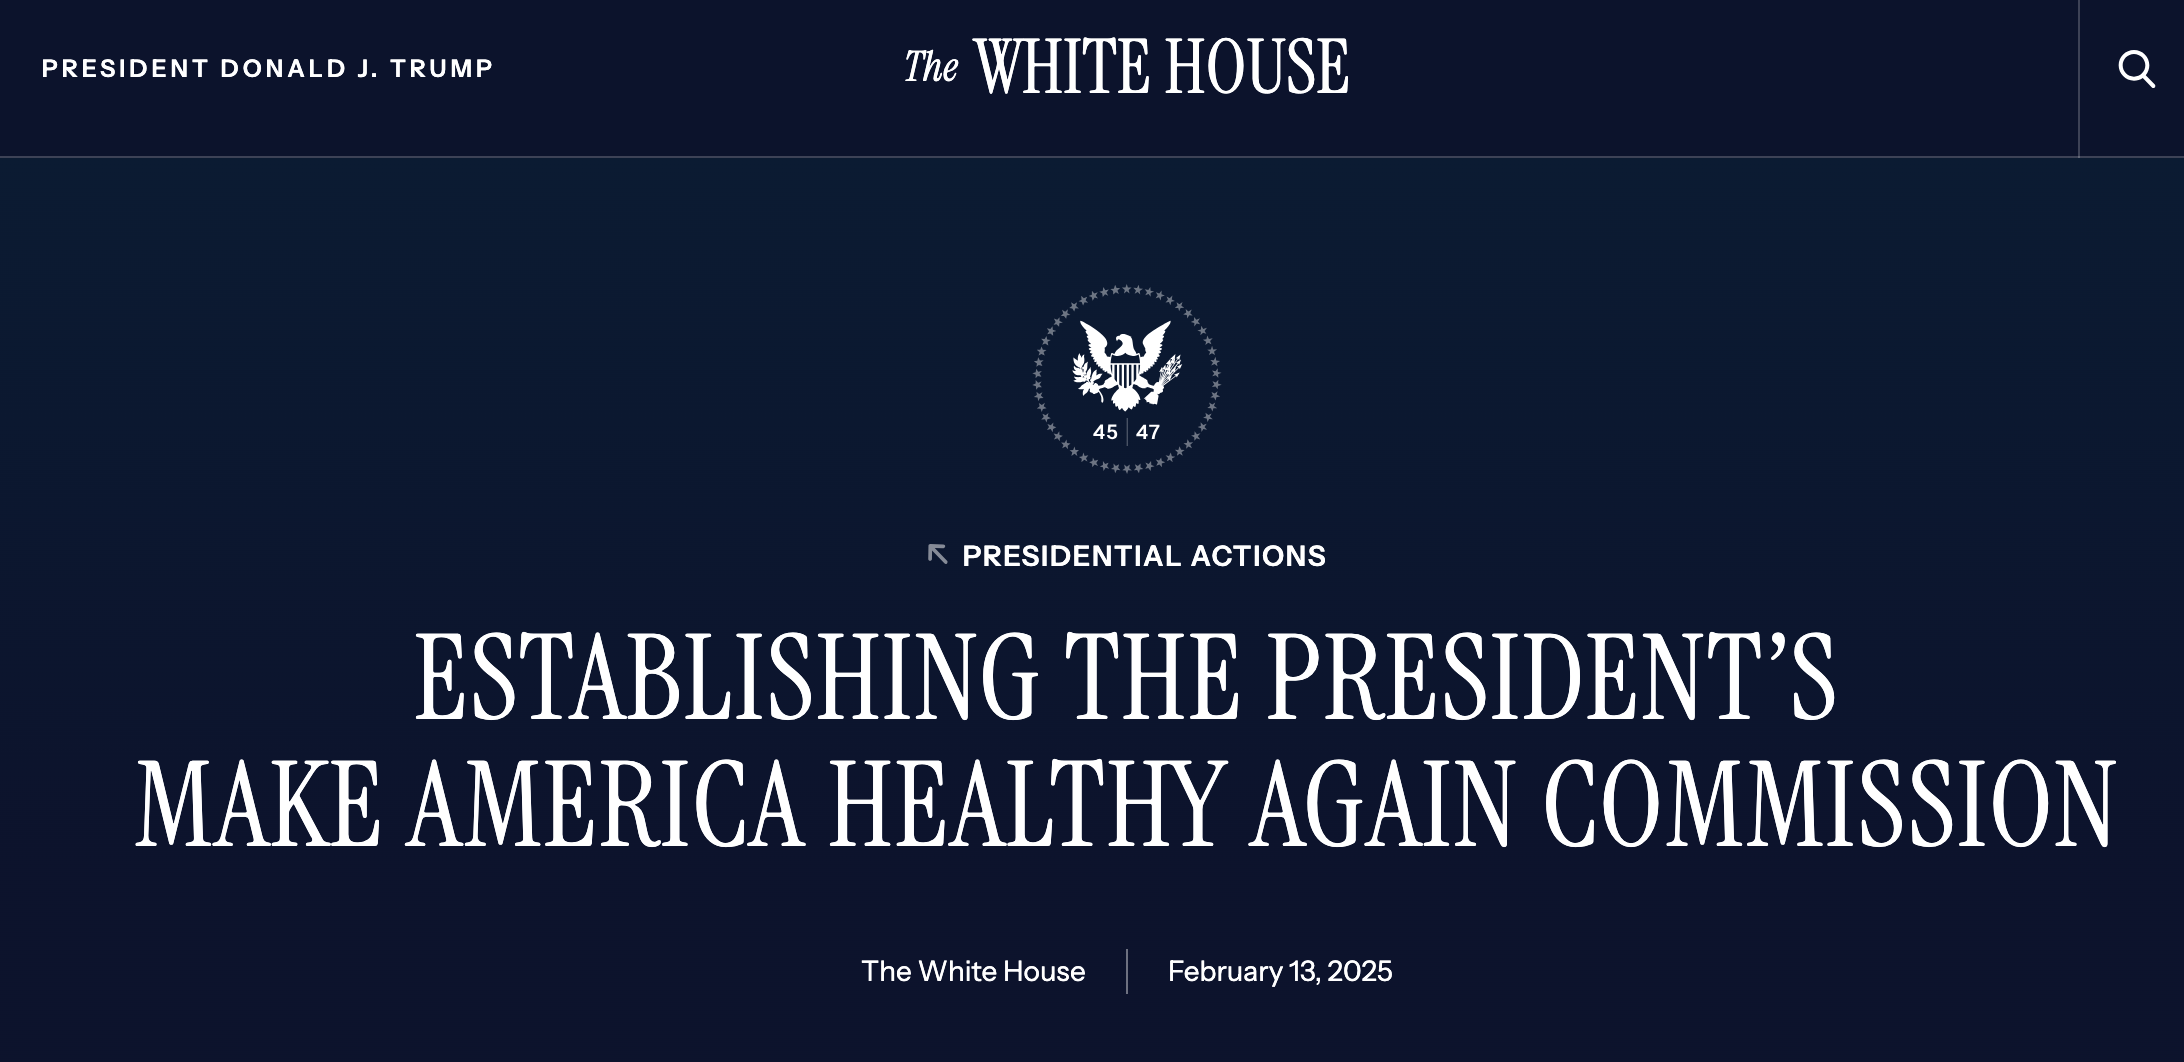 PRESIDENT DONALD J. TRUMP
The WHITE HOUSE
45 | 47
PRESIDENTIAL ACTIONS
ESTABLISHING THE PRESIDENT’S
MAKE AMERICA HEALTHY AGAIN COMMISSION
The White House | February 13, 2025